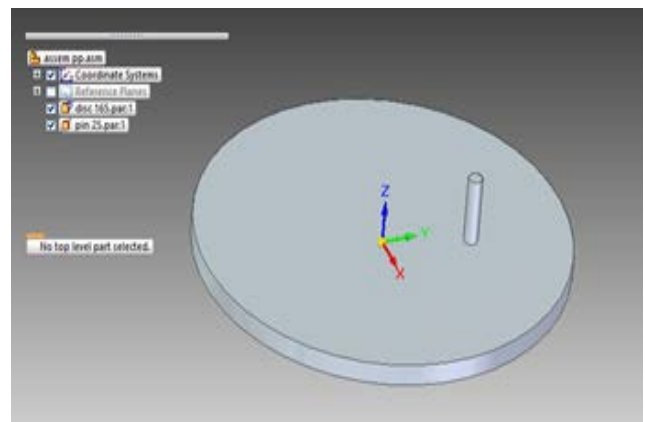 assem pp.asm
Coordinate Systems
Reference Planes
disc 165.par:1
pin 25.par:1
No top level part selected.
Z
Y
X